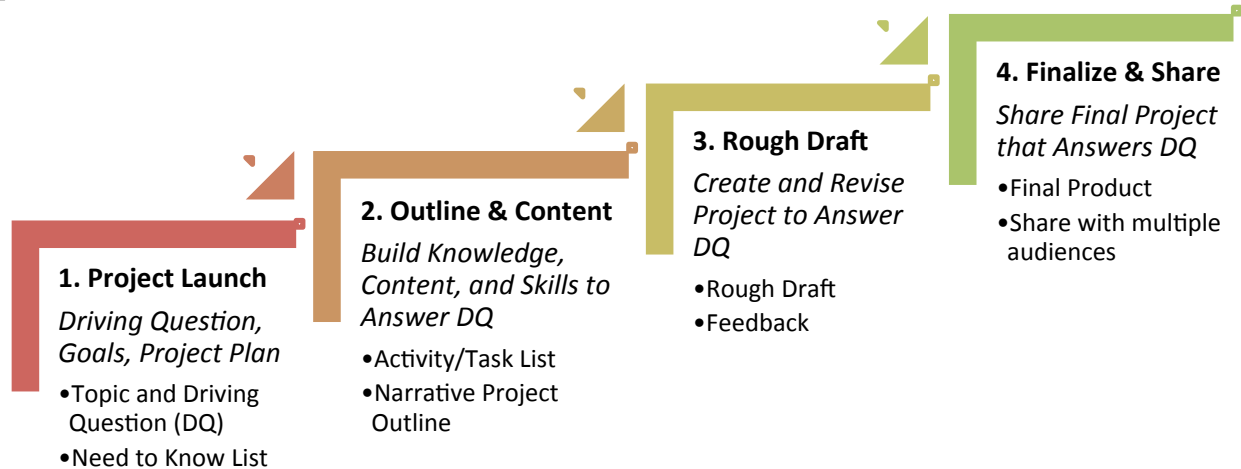 1. Project Launch
Driving Question,
Goals, Project Plan
•Topic and Driving
Question (DQ)
•Need to Know List
2. Outline & Content
Build Knowledge,
Content, and Skills to
Answer DQ
•Activity/Task List
•Narrative Project
Outline
3. Rough Draft
Create and Revise
Project to Answer
DQ
•Rough Draft
•Feedback
4. Finalize & Share
Share Final Project
that Answers DQ
•Final Product
•Share with multiple
audiences